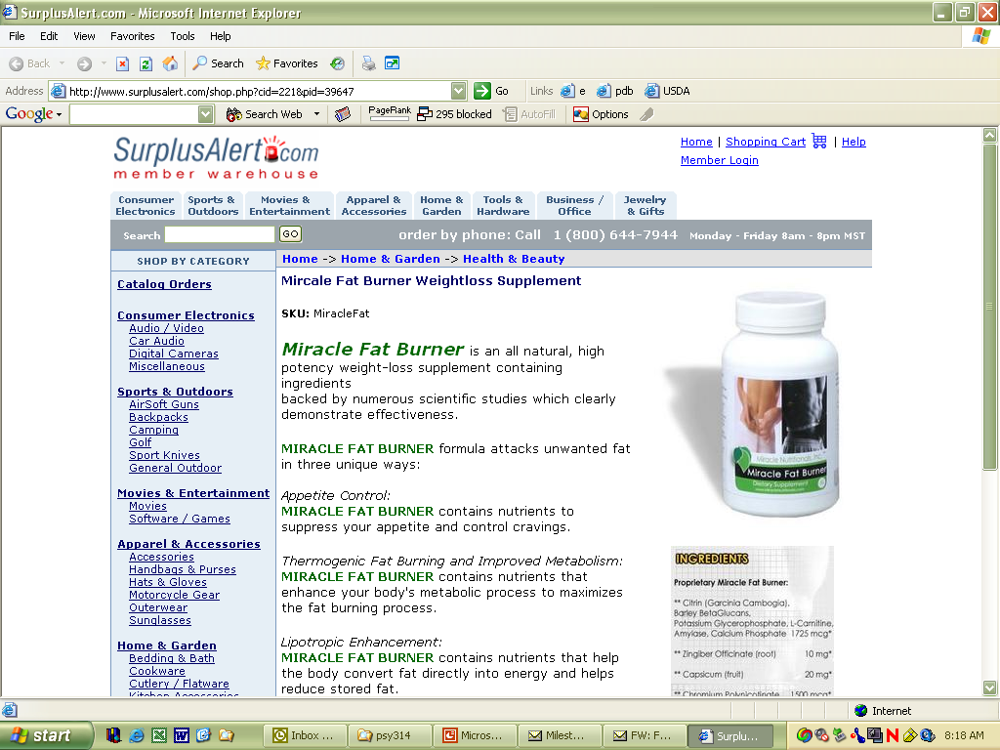 SurplusAlert.com - Microsoft Internet Explorer
File Edit View Favorites Tools Help
Back Search Favorites
Address http://www.surplusalert.com/shop.php?cid=221&pid=39647 Go Links e pdb USDA
Google Search Web PageRank 295 blocked AutoFill Options
SurplusAlert.com
member warehouse
Home | Shopping Cart | Help
Member Login
Consumer Electronics
Sports & Outdoors
Movies & Entertainment
Apparel & Accessories
Home & Garden
Tools & Hardware
Business / Office
Jewelry & Gifts
Search GO order by phone: Call 1 (800) 644-7944 Monday - Friday 8am - 8pm MST
SHOP BY CATEGORY
Catalog Orders
Consumer Electronics
Audio / Video
Car Audio
Digital Cameras
Miscellaneous
Sports & Outdoors
AirSoft Guns
Backpacks
Camping
Golf
Sport Knives
General Outdoor
Movies & Entertainment
Movies
Software / Games
Apparel & Accessories
Accessories
Handbags & Purses
Hats & Gloves
Motorcycle Gear
Outerwear
Sunglasses
Home & Garden
Bedding & Bath
Cookware
Cutlery / Flatware
Kitchen Accessories
Home -> Home & Garden -> Health & Beauty
Mircale Fat Burner Weightloss Supplement
SKU: MiracleFat
Miracle Fat Burner is an all natural, high
potency weight-loss supplement containing
ingredients
backed by numerous scientific studies which clearly
demonstrate effectiveness.
MIRACLE FAT BURNER formula attacks unwanted fat
in three unique ways:
Appetite Control:
MIRACLE FAT BURNER contains nutrients to
suppress your appetite and control cravings.
Thermogenic Fat Burning and Improved Metabolism:
MIRACLE FAT BURNER contains nutrients that
enhance your body's metabolic process to maximizes
the fat burning process.
Lipotropic Enhancement:
MIRACLE FAT BURNER contains nutrients that help
the body convert fat directly into energy and helps
reduce stored fat.
Miracle Nutritionals, Inc.
Miracle Fat Burner
Dietary Supplement
INGREDIENTS
Proprietary Miracle Fat Burner:
** Citrin (Garcinia Cambogia),
Barley BetaGlucans,
Potassium Glycerophosphate, L-Carnitine,
Amylase, Calcium Phosphate 1725 mcg*
** Zingiber Officinate (root) 10 mg*
** Capsicum (fruit) 20 mg*
** Chromium Polynicotinate 1500 mcg*
Internet
start Inbox ... psy314 Micros... Milest... FW: F... Surplu... 8:18 AM